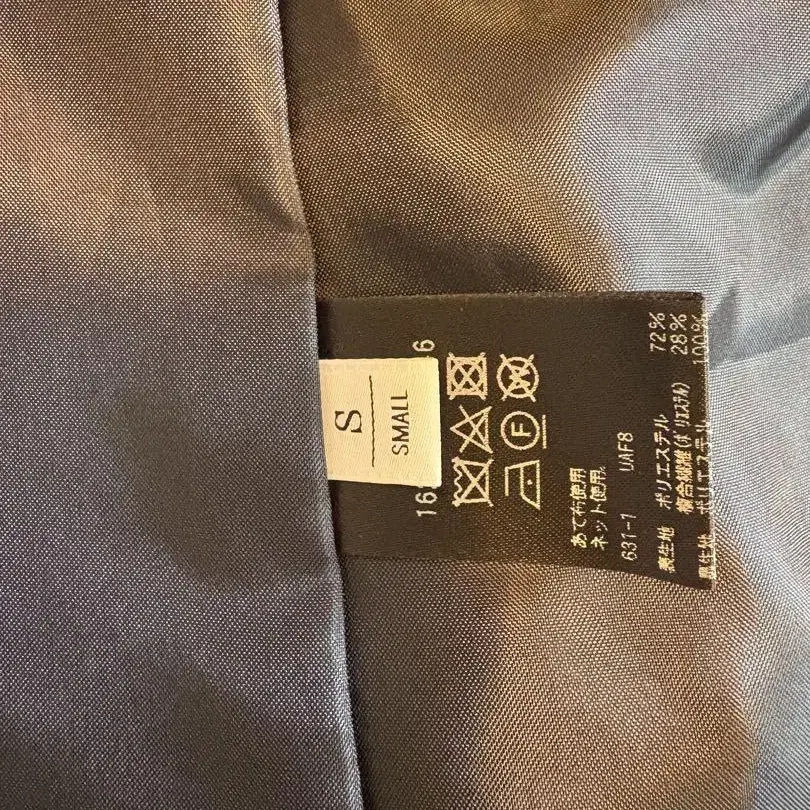 S
SMALL
16
6
あて布使用
ネット使用。
631-1 UAF8
表生地 ポリエステル 72%
複合繊維(ポリエステル) 28%
裏生地 ポリエステル 100%